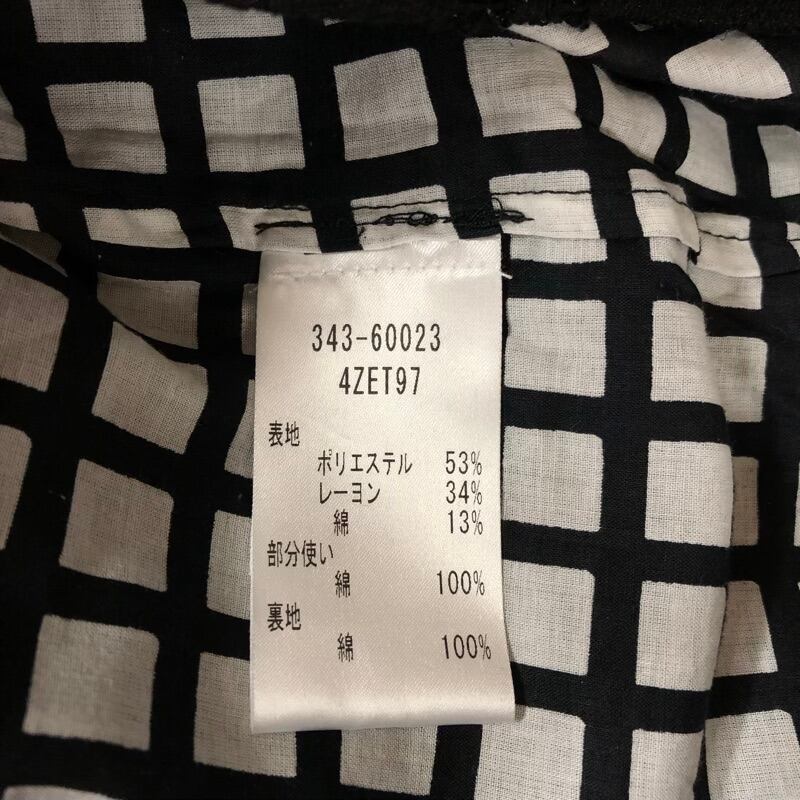 343-60023
4ZET97
表地
ポリエステル 53%
レーヨン 34%
綿 13%
部分使い
綿 100%
裏地
綿 100%